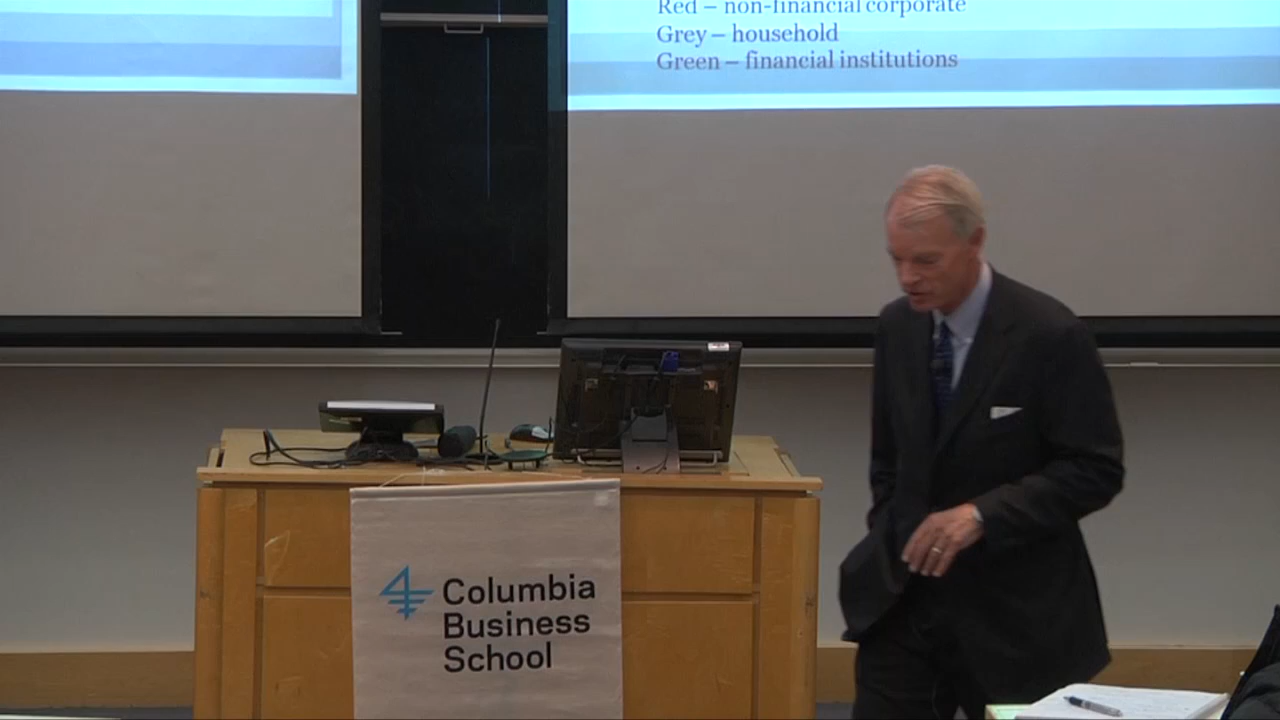 Red – non-financial corporate
Grey – household
Green – financial institutions
Columbia
Business
School